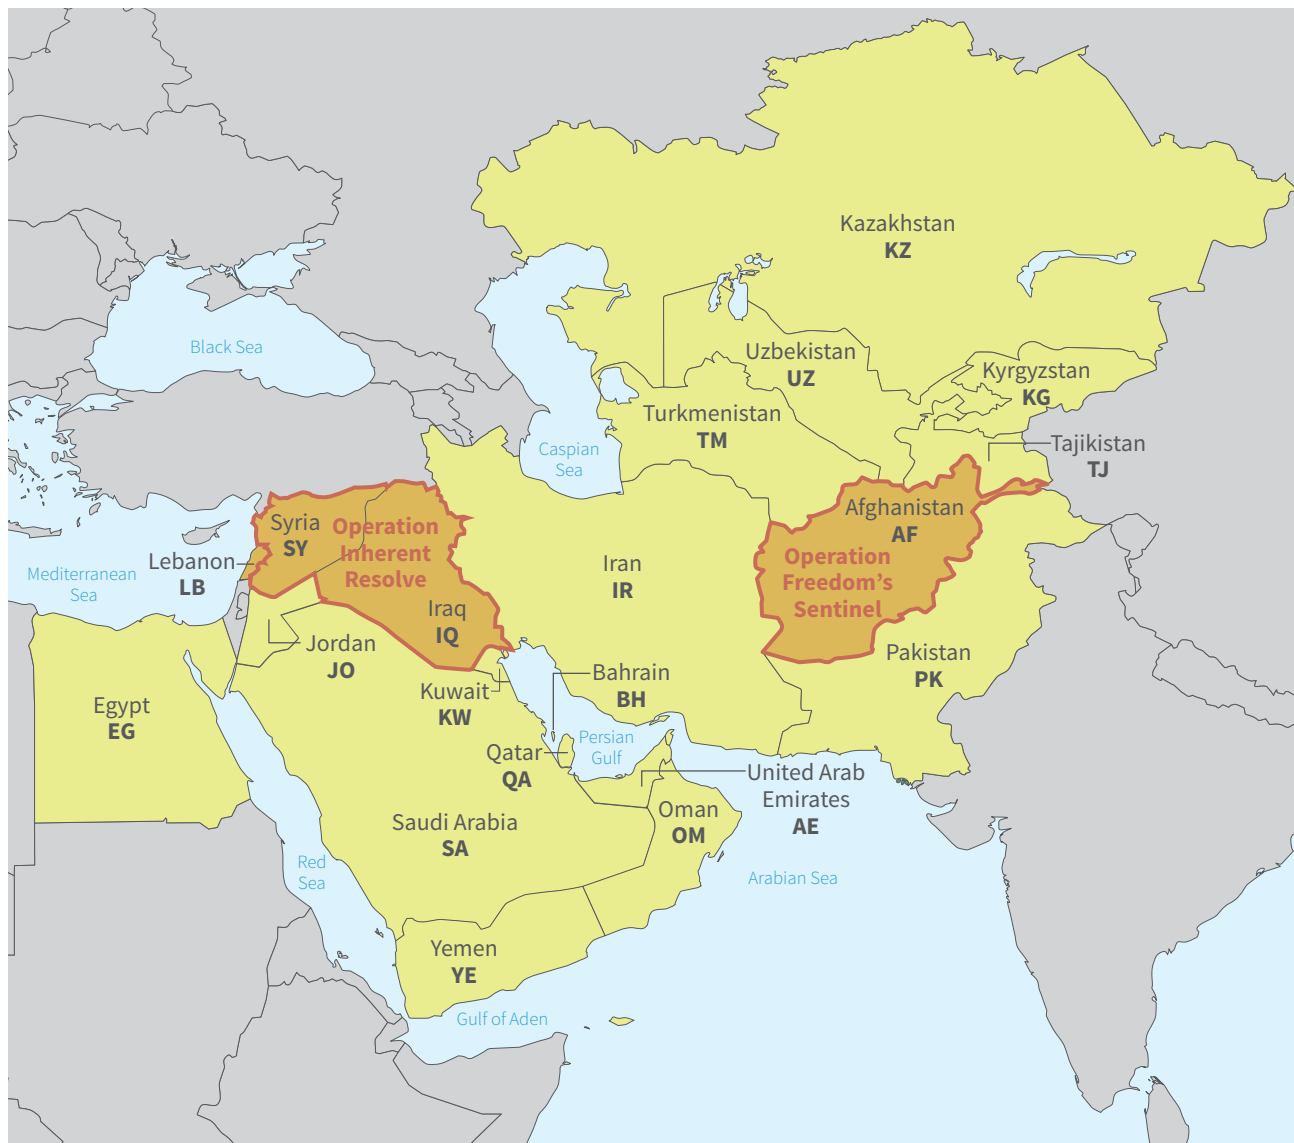 Kazakhstan
KZ
Black Sea
Uzbekistan
UZ
Kyrgyzstan
KG
Turkmenistan
TM
Caspian
Sea
Tajikistan
TJ
Syria
SY
Operation
Inherent
Resolve
Afghanistan
AF
Operation
Freedom's
Sentinel
Lebanon
LB
Mediterranean
Sea
Iran
IR
Iraq
IQ
Jordan
JO
Pakistan
PK
Kuwait
KW
Bahrain
BH
Egypt
EG
Persian
Gulf
Qatar
QA
United Arab
Emirates
AE
Saudi Arabia
SA
Oman
OM
Red
Sea
Arabian Sea
Yemen
YE
Gulf of Aden